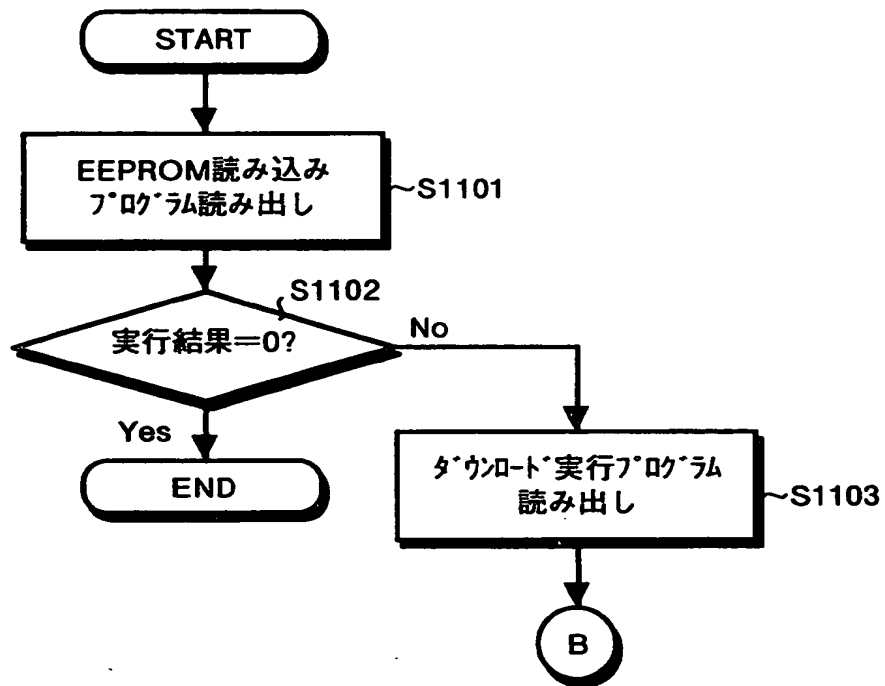 START
EEPROM読み込み
ﾌﾟﾛｸﾞﾗﾑ読み出し
~S1101
S1102
実行結果=0?
No
Yes
END
ﾀﾞｳﾝﾛｰﾄﾞ実行ﾌﾟﾛｸﾞﾗﾑ
読み出し
~S1103
B